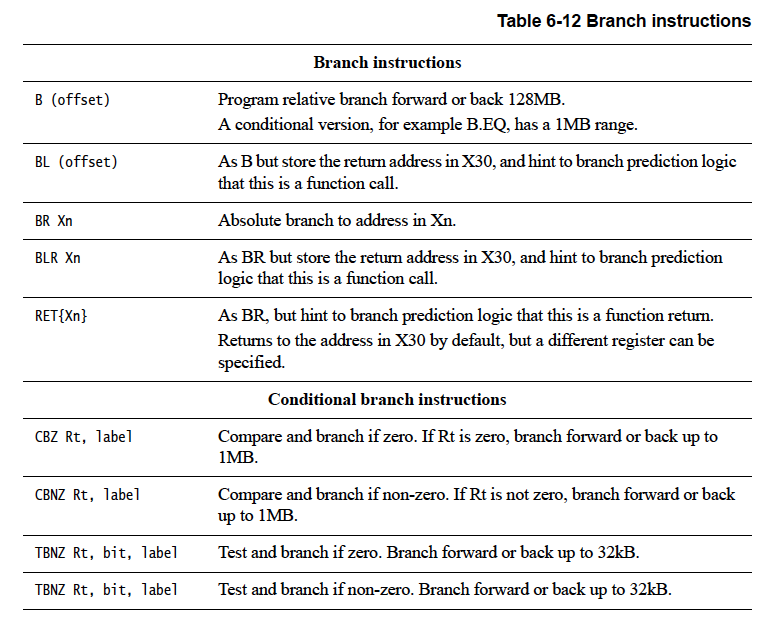 Table 6-12 Branch instructions
Branch instructions
B (offset) Program relative branch forward or back 128MB.
A conditional version, for example B.EQ, has a 1MB range.
BL (offset) As B but store the return address in X30, and hint to branch prediction logic
that this is a function call.
BR Xn Absolute branch to address in Xn.
BLR Xn As BR but store the return address in X30, and hint to branch prediction
logic that this is a function call.
RET{Xn} As BR, but hint to branch prediction logic that this is a function return.
Returns to the address in X30 by default, but a different register can be
specified.
Conditional branch instructions
CBZ Rt, label Compare and branch if zero. If Rt is zero, branch forward or back up to
1MB.
CBNZ Rt, label Compare and branch if non-zero. If Rt is not zero, branch forward or back
up to 1MB.
TBNZ Rt, bit, label Test and branch if zero. Branch forward or back up to 32kB.
TBNZ Rt, bit, label Test and branch if non-zero. Branch forward or back up to 32kB.